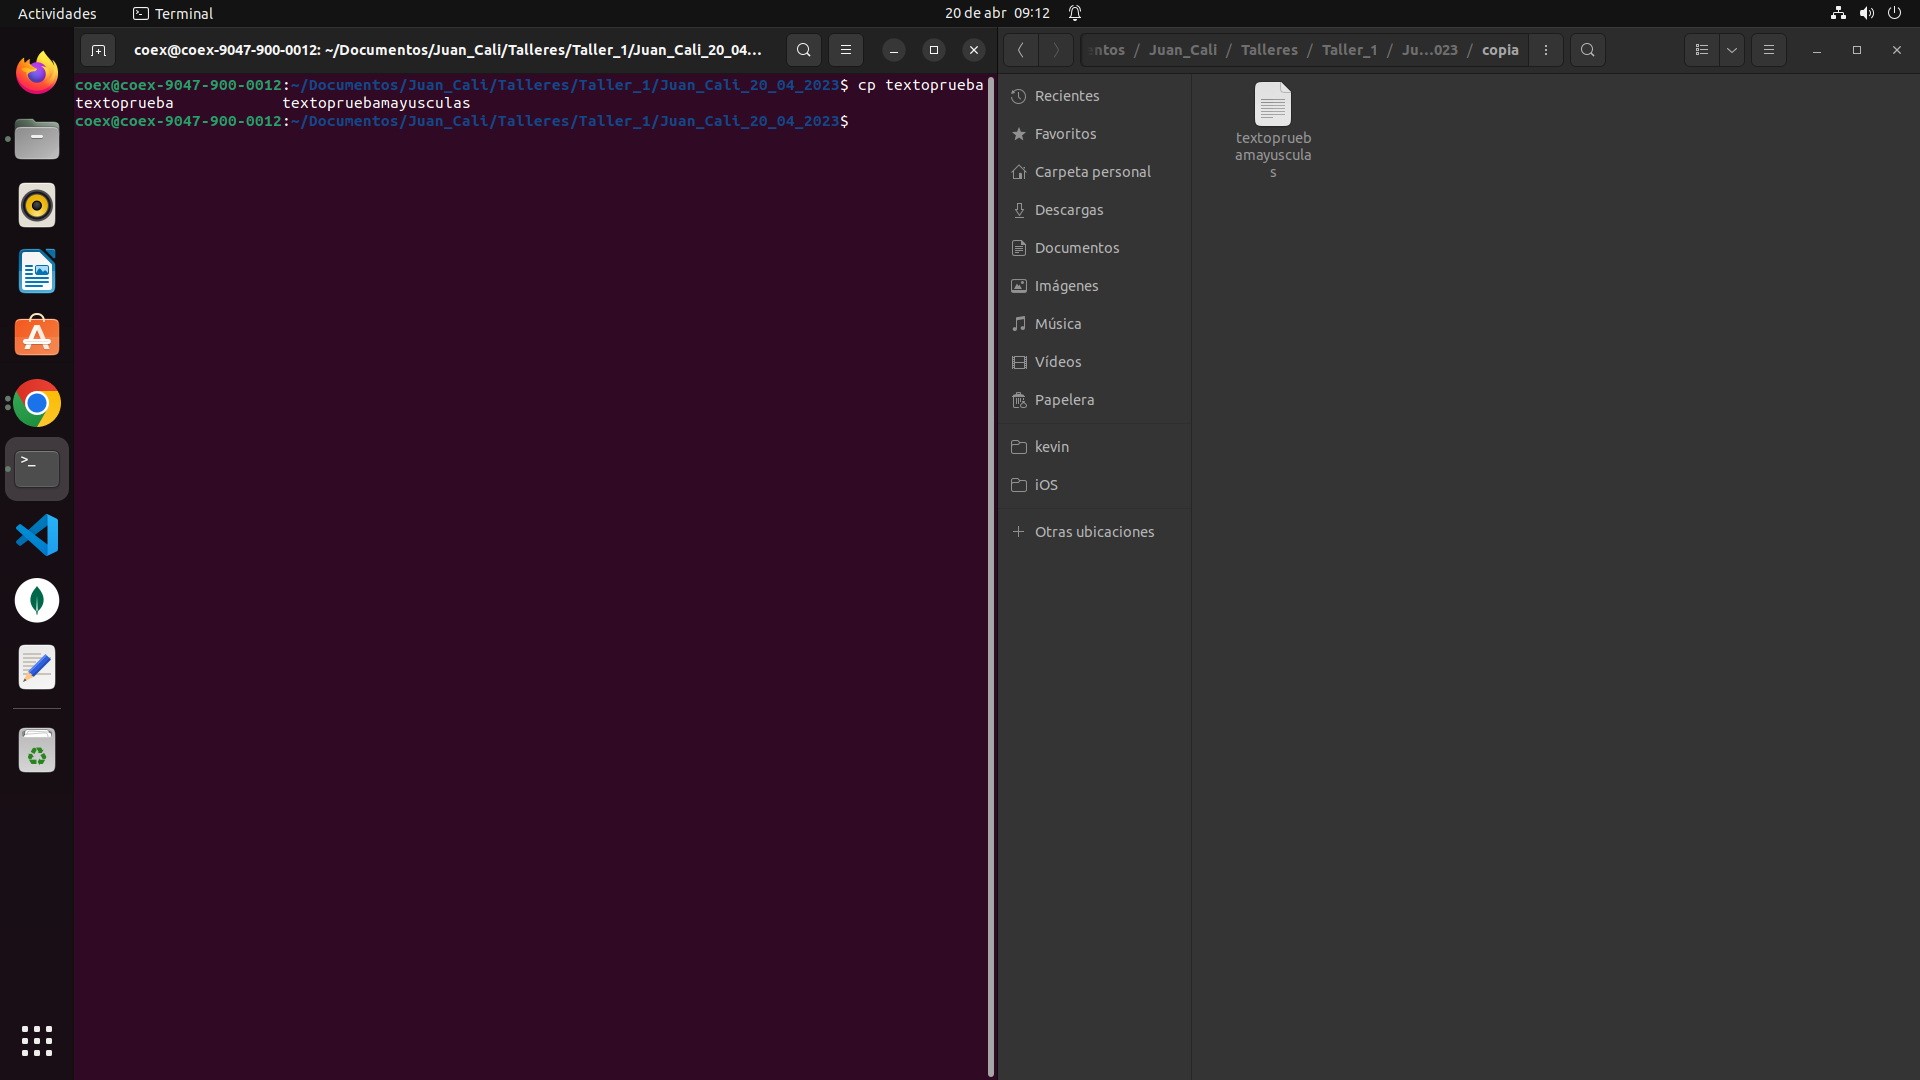 Actividades
Terminal
20 de abr 09:12
coex@coex-9047-900-0012: ~/Documentos/Juan_Cali/Talleres/Taller_1/Juan_Cali_20_04...
coex@coex-9047-900-0012:~/Documentos/Juan_Cali/Talleres/Taller_1/Juan_Cali_20_04_2023$ cp textoprueba
textoprueba textopruebamayusculas
coex@coex-9047-900-0012:~/Documentos/Juan_Cali/Talleres/Taller_1/Juan_Cali_20_04_2023$
entos / Juan_Cali / Talleres / Taller_1 / Ju...023 / copia
Recientes
Favoritos
Carpeta personal
Descargas
Documentos
Imágenes
Música
Vídeos
Papelera
kevin
iOS
Otras ubicaciones
textoprueb
amayuscula
s